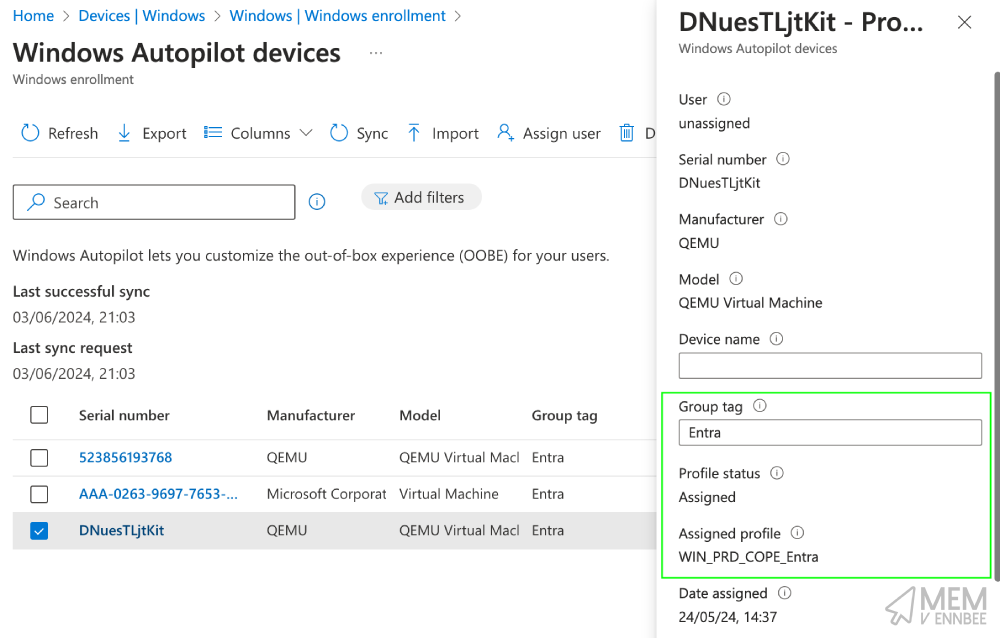 Home > Devices | Windows > Windows | Windows enrollment >
Windows Autopilot devices ...
Windows enrollment
Refresh Export Columns Sync Import Assign user D
Search
Add filters
Windows Autopilot lets you customize the out-of-box experience (OOBE) for your users.
Last successful sync
03/06/2024, 21:03
Last sync request
03/06/2024, 21:03
Serial number Manufacturer Model Group tag
523856193768 QEMU QEMU Virtual Macl Entra
AAA-0263-9697-7653-... Microsoft Corporat Virtual Machine Entra
DNuesTLjtKit QEMU QEMU Virtual Macl Entra
DNuesTLjtKit - Pro...
Windows Autopilot devices
User
unassigned
Serial number
DNuesTLjtKit
Manufacturer
QEMU
Model
QEMU Virtual Machine
Device name
Group tag
Entra
Profile status
Assigned
Assigned profile
WIN_PRD_COPE_Entra
Date assigned
24/05/24, 14:37
MEM
V ENNBEE